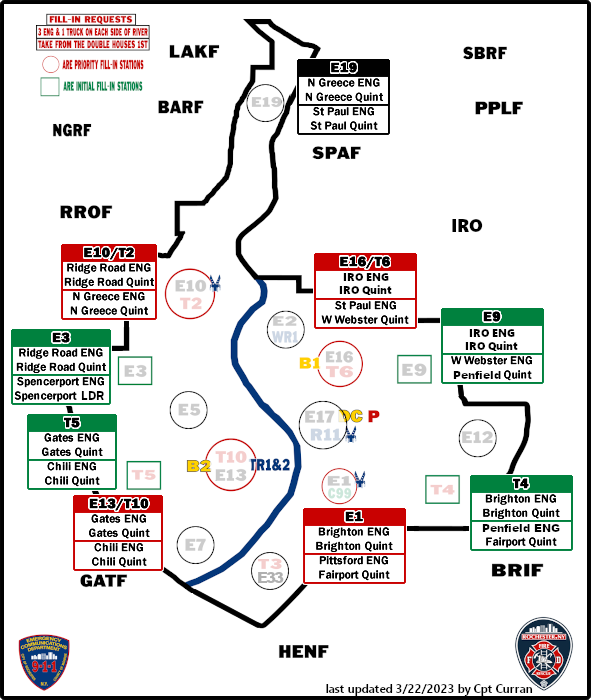 FILL-IN REQUESTS
3 ENG & 1 TRUCK ON EACH SIDE OF RIVER
TAKE FROM THE DOUBLE HOUSES 1ST
ARE PRIORITY FILL-IN STATIONS
ARE INITIAL FILL-IN STATIONS
LAKF
SBRF
BARF
PPLF
NGRF
SPAF
RROF
IRO
E19
E19
N Greece ENG
N Greece Quint
St Paul ENG
St Paul Quint
E10/T2
Ridge Road ENG
Ridge Road Quint
N Greece ENG
N Greece Quint
E10
T2
E16/T6
IRO ENG
IRO Quint
St Paul ENG
W Webster Quint
E9
IRO ENG
IRO Quint
W Webster ENG
Penfield Quint
E3
Ridge Road ENG
Ridge Road Quint
Spencerport ENG
Spencerport LDR
E3
E2
WR1
B1
E16
T6
E9
E5
E17
R11
DC P
E12
T5
Gates ENG
Gates Quint
Chili ENG
Chili Quint
T5
B2
T10
E13
TR1&2
E1
C99
T4
T4
Brighton ENG
Brighton Quint
Penfield ENG
Fairport Quint
E13/T10
Gates ENG
Gates Quint
Chili ENG
Chili Quint
E1
Brighton ENG
Brighton Quint
Pittsford ENG
Fairport Quint
E7
T3
E33
GATF
BRIF
HENF
EMERGENCY
COMMUNICATIONS
DEPARTMENT
9-1-1
N.Y.
ROCHESTER, NY
F D
last updated 3/22/2023 by Cpt Curran